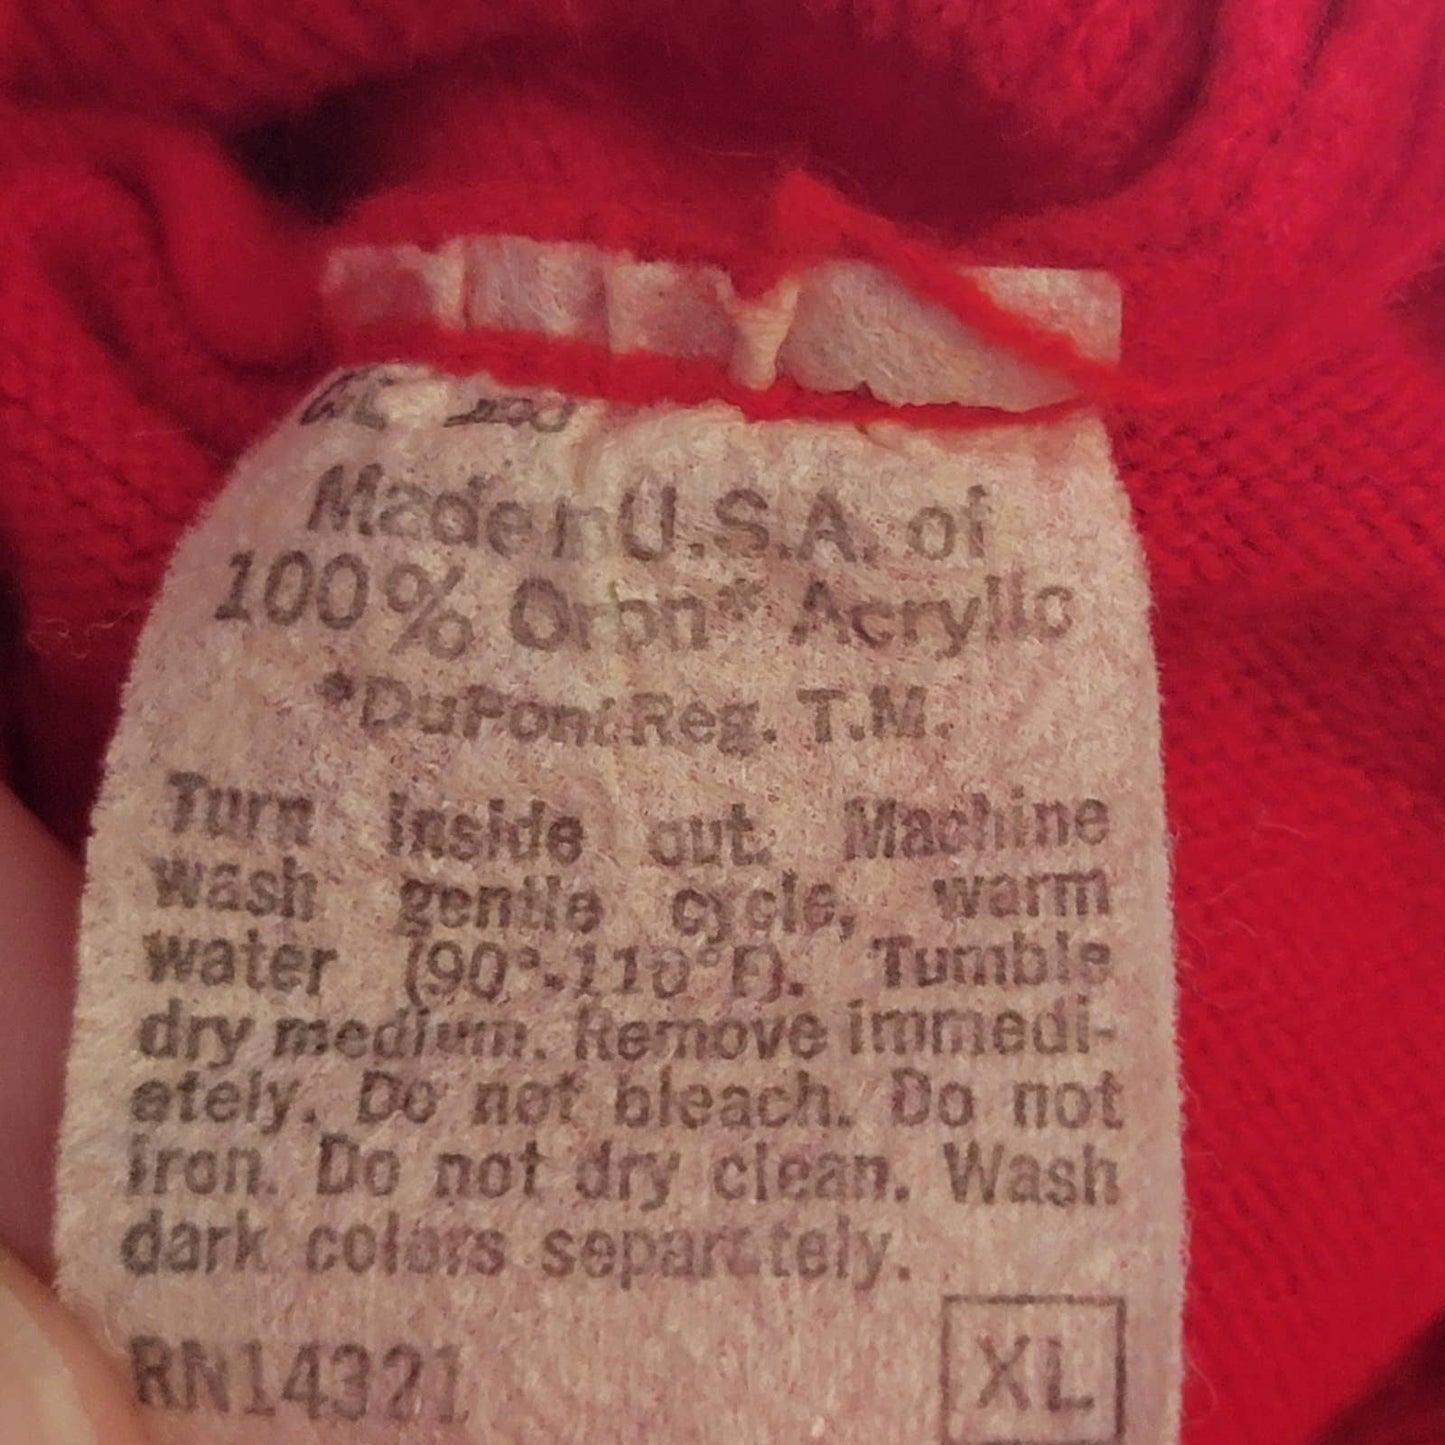 Made in U.S.A. of
100% Orlon* Acrylic
*DuPont Reg. T.M.
Turn inside out. Machine
wash gentle cycle, warm
water (90°-110°F). Tumble
dry medium. Remove immedi-
ately. Do not bleach. Do not
iron. Do not dry clean. Wash
dark colors separately.
RN14321
XL